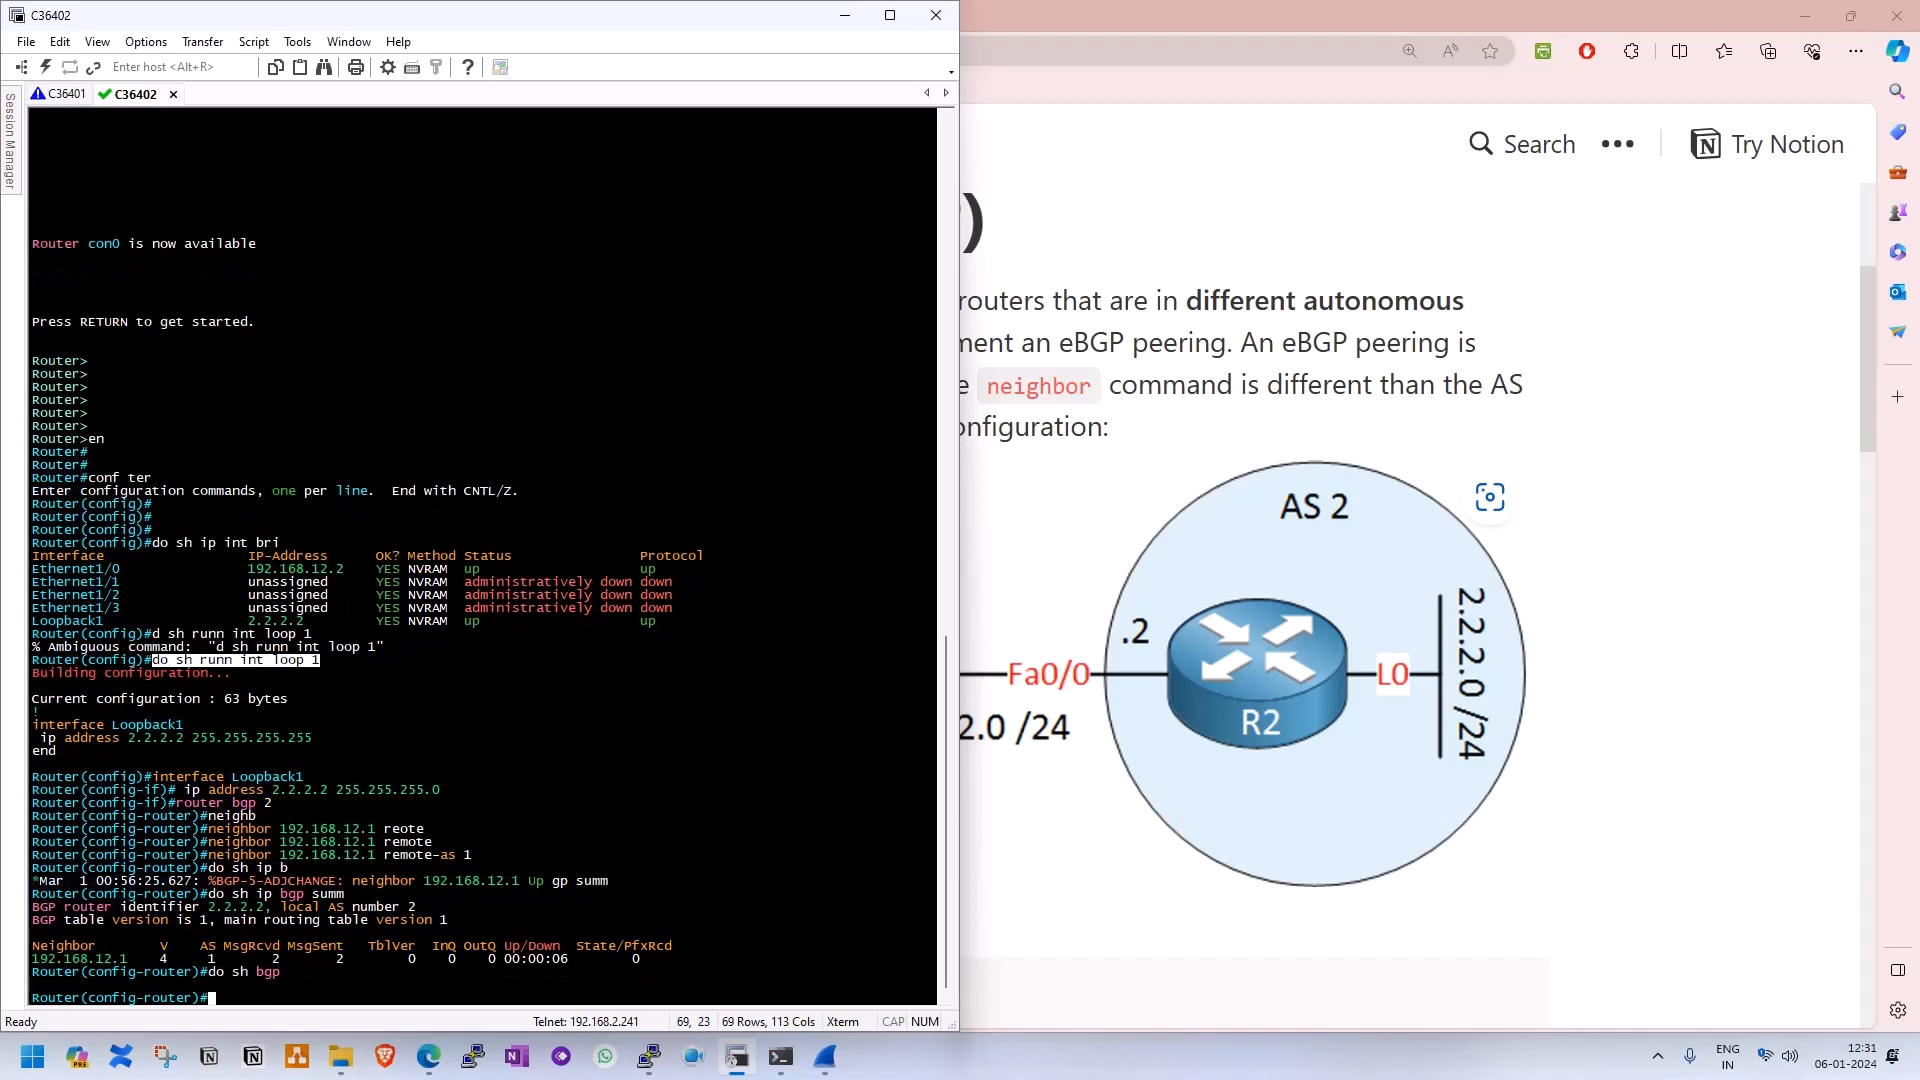 C36402
File Edit View Options Transfer Script Tools Window Help
Enter host <Alt+R>
C36401 C36402
Session Manager
Router con0 is now available
Press RETURN to get started.
Router>
Router>
Router>
Router>
Router>
Router>
Router>en
Router#
Router#
Router#conf ter
Enter configuration commands, one per line.  End with CNTL/Z.
Router(config)#
Router(config)#
Router(config)#
Router(config)#do sh ip int bri
Interface IP-Address OK? Method Status Protocol
Ethernet1/0 192.168.12.2 YES NVRAM up up
Ethernet1/1 unassigned YES NVRAM administratively down down
Ethernet1/2 unassigned YES NVRAM administratively down down
Ethernet1/3 unassigned YES NVRAM administratively down down
Loopback1 2.2.2.2 YES NVRAM up up
Router(config)#d sh runn int loop 1
% Ambiguous command:  "d sh runn int loop 1"
Router(config)#do sh runn int loop 1
Building configuration...
Current configuration : 63 bytes
!
interface Loopback1
ip address 2.2.2.2 255.255.255.255
end
Router(config)#interface Loopback1
Router(config-if)# ip address 2.2.2.2 255.255.255.0
Router(config-if)#router bgp 2
Router(config-router)#neighb
Router(config-router)#neighbor 192.168.12.1 reote
Router(config-router)#neighbor 192.168.12.1 remote
Router(config-router)#neighbor 192.168.12.1 remote-as 1
Router(config-router)#do sh ip b
*Mar  1 00:56:25.627: %BGP-5-ADJCHANGE: neighbor 192.168.12.1 Up gp summ
Router(config-router)#do sh ip bgp summ
BGP router identifier 2.2.2.2, local AS number 2
BGP table version is 1, main routing table version 1
Neighbor V AS MsgRcvd MsgSent TblVer InQ OutQ Up/Down State/PfxRcd
192.168.12.1 4 1 2 2 0 0 0 00:00:06 0
Router(config-router)#do sh bgp
Router(config-router)#
Ready Telnet: 192.168.2.241 69, 23 69 Rows, 113 Cols Xterm CAP NUM
Search Try Notion
)
routers that are in different autonomous
ment an eBGP peering. An eBGP peering is
e neighbor command is different than the AS
onfiguration:
AS 2
.2
Fa0/0
L0
2.0 /24
R2
2.2.2.0 /24
PRE
ENG
IN
12:31
06-01-2024